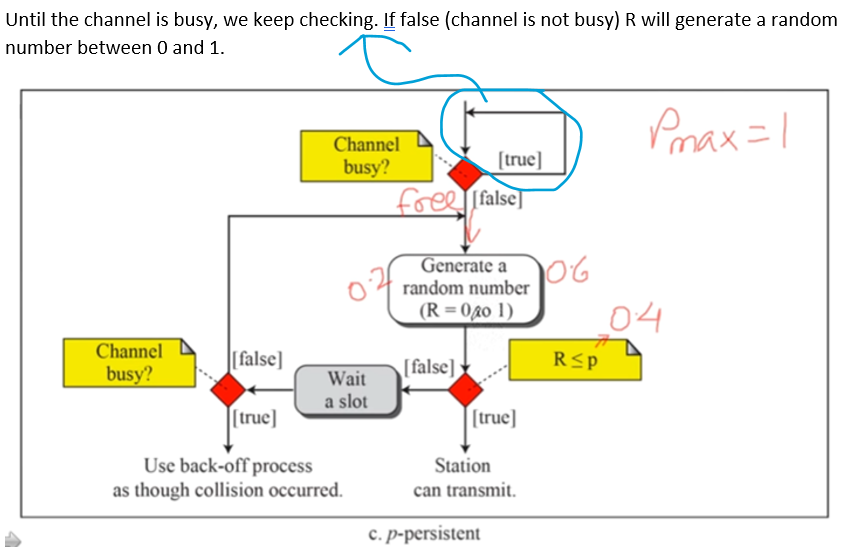 Until the channel is busy, we keep checking. If false (channel is not busy) R will generate a random
number between 0 and 1.
Pmax = 1
Channel
busy?
[true]
free
[false]
Generate a
random number
(R = 0 to 1)
0.2
0.6
0.4
R ≤ p
Channel
busy?
[false]
Wait
a slot
[false]
[true]
[true]
Use back-off process
as though collision occurred.
Station
can transmit.
c. p-persistent